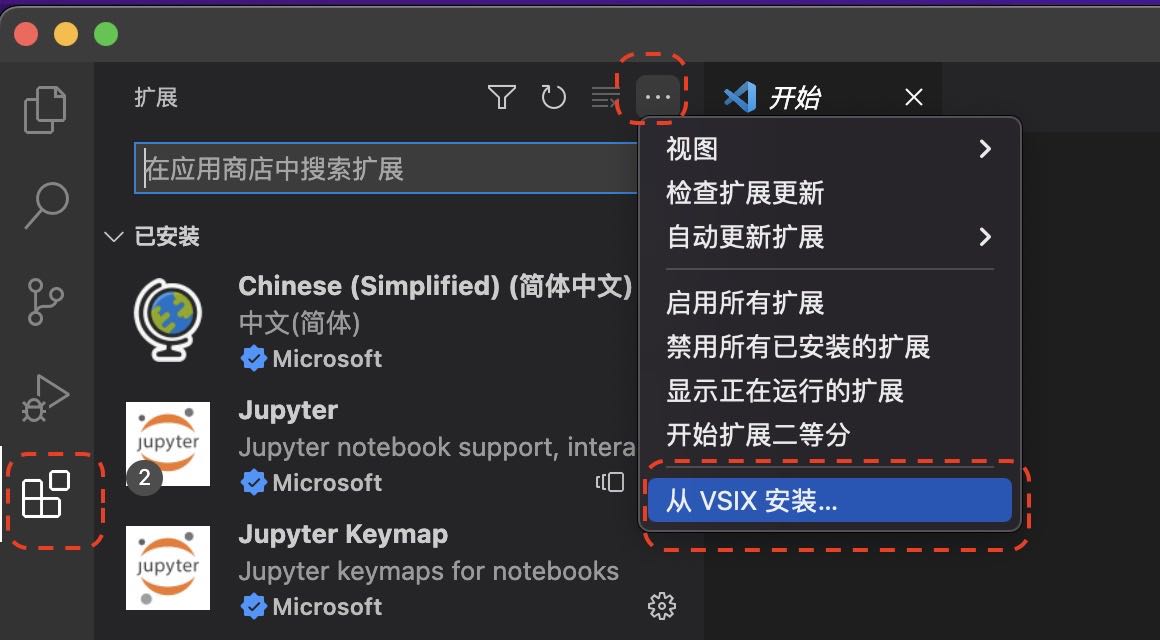 扩展
开始
在应用商店中搜索扩展
已安装
Chinese (Simplified) (简体中文)
中文(简体)
Microsoft
Jupyter
Jupyter notebook support, intera
Microsoft
jupyter
2
Jupyter Keymap
Jupyter keymaps for notebooks
Microsoft
jupyter
视图
检查扩展更新
自动更新扩展
启用所有扩展
禁用所有已安装的扩展
显示正在运行的扩展
开始扩展二等分
从 VSIX 安装...